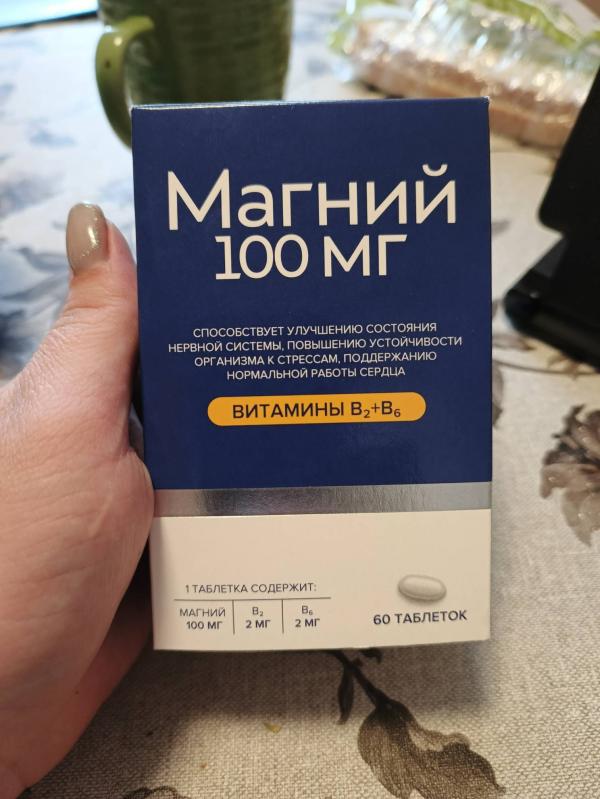 Магний
100 мг
СПОСОБСТВУЕТ УЛУЧШЕНИЮ СОСТОЯНИЯ
НЕРВНОЙ СИСТЕМЫ, ПОВЫШЕНИЮ УСТОЙЧИВОСТИ
ОРГАНИЗМА К СТРЕССАМ, ПОДДЕРЖАНИЮ
НОРМАЛЬНОЙ РАБОТЫ СЕРДЦА
ВИТАМИНЫ B₂+B₆
1 ТАБЛЕТКА СОДЕРЖИТ:
МАГНИЙ B₂ B₆
100 МГ 2 МГ 2 МГ
60 ТАБЛЕТОК